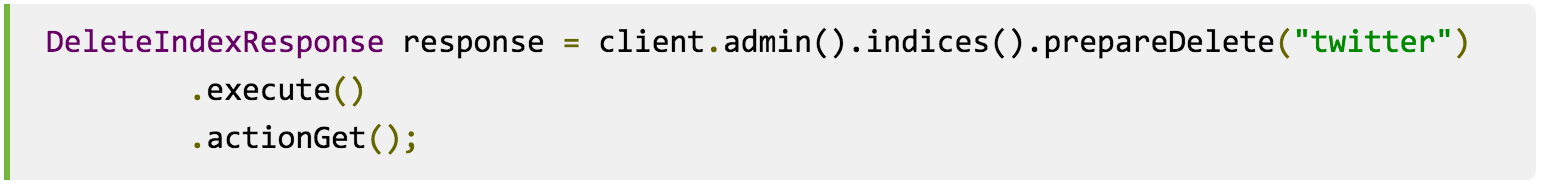 DeleteIndexResponse response = client.admin().indices().prepareDelete("twitter")
        .execute()
        .actionGet();